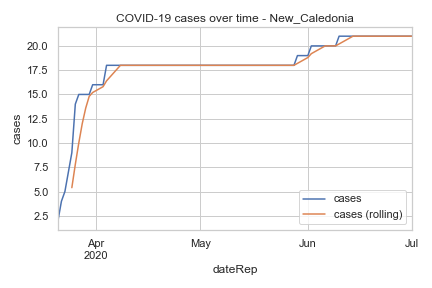 COVID-19 cases over time - New_Caledonia
cases
20.0
17.5
15.0
12.5
10.0
7.5
5.0
2.5
cases
cases (rolling)
Apr
2020
May
Jun
Jul
dateRep